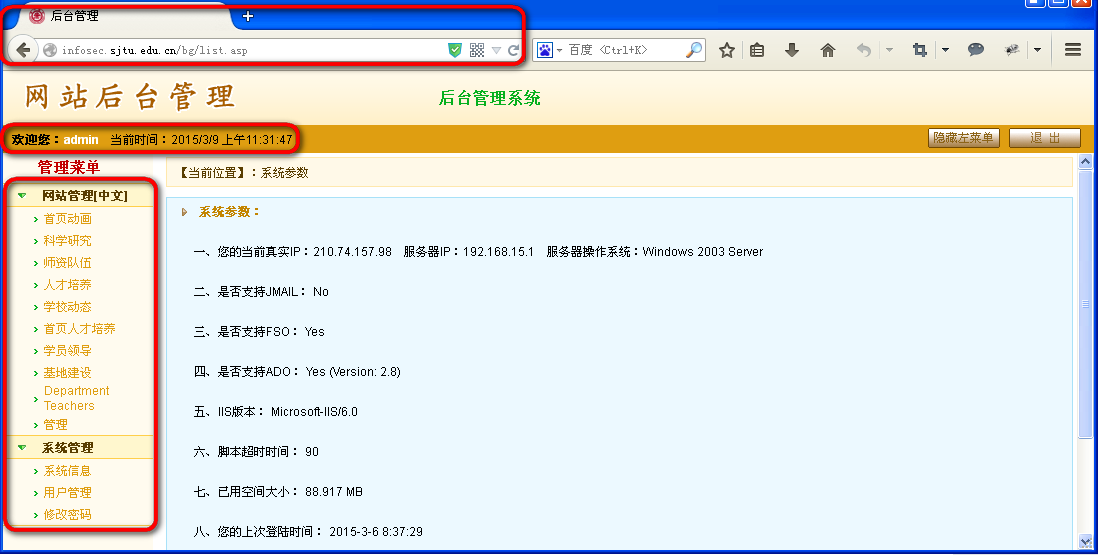 后台管理
infosec.sjtu.edu.cn/bg/list.asp
百度 <Ctrl+K>
网站后台管理
后台管理系统
欢迎您：admin 当前时间：2015/3/9 上午11:31:47
隐藏左菜单 退 出
管理菜单
网站管理[中文]
首页动画
科学研究
师资队伍
人才培养
学校动态
首页人才培养
学员领导
基地建设
Department
Teachers
管理
系统管理
系统信息
用户管理
修改密码
【当前位置】：系统参数
系统参数：
一、您的当前真实IP：210.74.157.98 服务器IP：192.168.15.1 服务器操作系统：Windows 2003 Server
二、是否支持JMAIL： No
三、是否支持FSO： Yes
四、是否支持ADO： Yes (Version: 2.8)
五、IIS版本： Microsoft-IIS/6.0
六、脚本超时时间： 90
七、已用空间大小： 88.917 MB
八、您的上次登陆时间： 2015-3-6 8:37:29